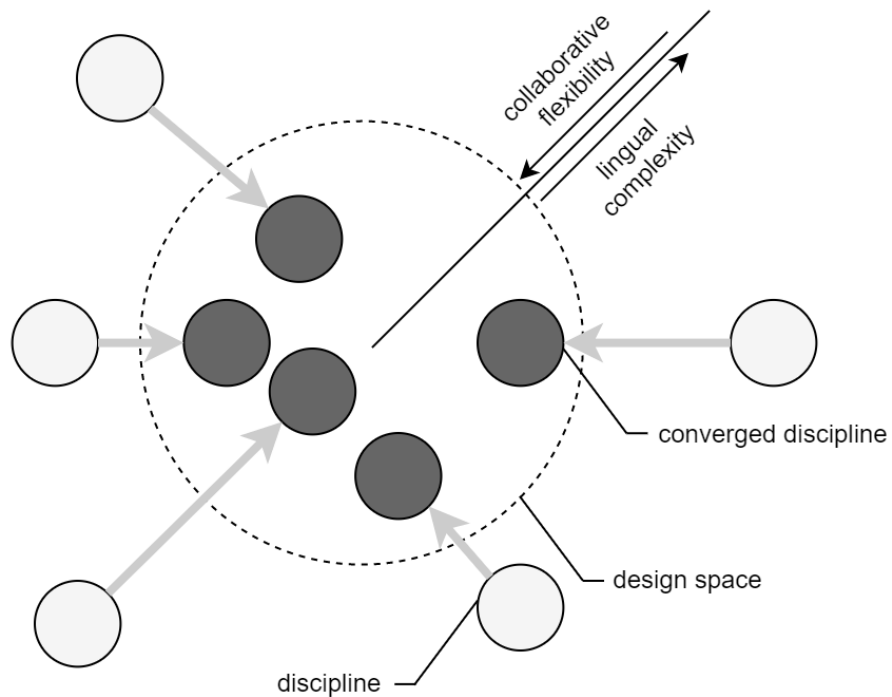 collaborative
flexibility
lingual
complexity
converged discipline
design space
discipline